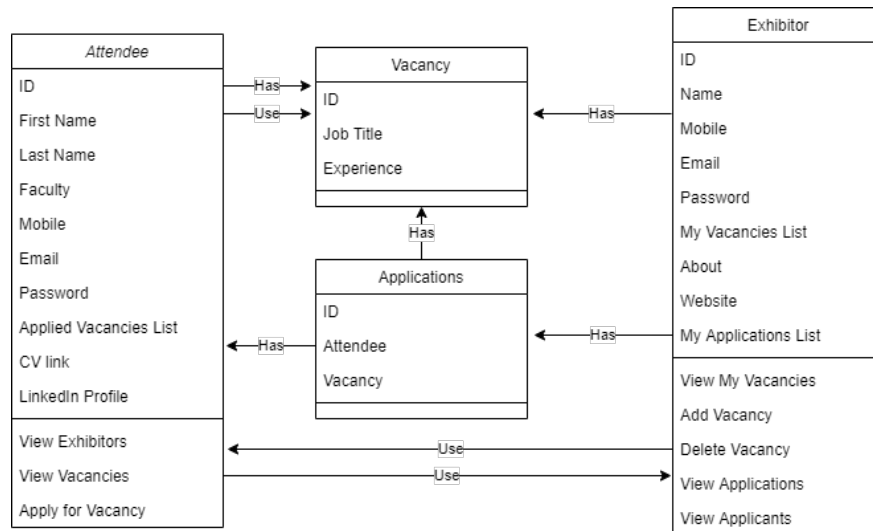 Attendee
ID
First Name
Last Name
Faculty
Mobile
Email
Password
Applied Vacancies List
CV link
LinkedIn Profile
View Exhibitors
View Vacancies
Apply for Vacancy
Has
Use
Vacancy
ID
Job Title
Experience
Has
Has
Applications
ID
Attendee
Vacancy
Has
Has
Use
Use
Exhibitor
ID
Name
Mobile
Email
Password
My Vacancies List
About
Website
My Applications List
View My Vacancies
Add Vacancy
Delete Vacancy
View Applications
View Applicants